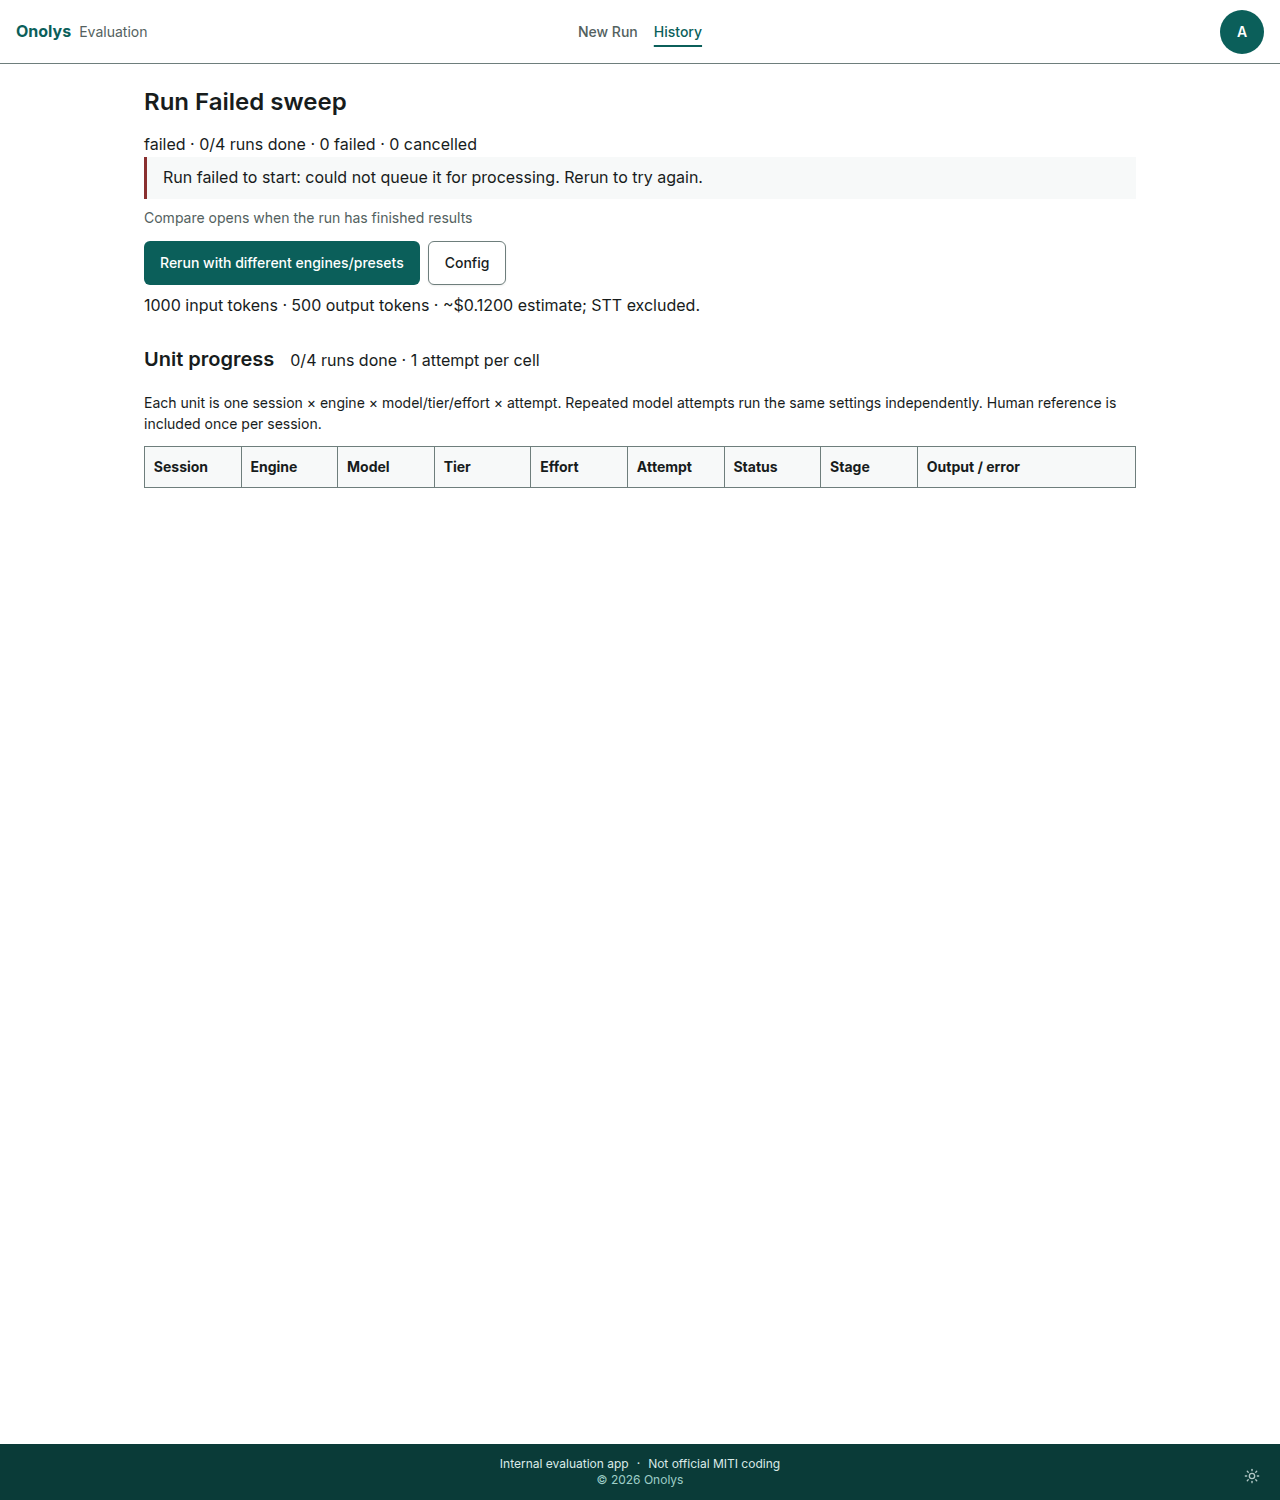 Onolys Evaluation
New Run History
A
Run Failed sweep
failed · 0/4 runs done · 0 failed · 0 cancelled
Run failed to start: could not queue it for processing. Rerun to try again.
Compare opens when the run has finished results
Rerun with different engines/presets Config
1000 input tokens · 500 output tokens · ~$0.1200 estimate; STT excluded.
Unit progress 0/4 runs done · 1 attempt per cell
Each unit is one session × engine × model/tier/effort × attempt. Repeated model attempts run the same settings independently. Human reference is
included once per session.
Session Engine Model Tier Effort Attempt Status Stage Output / error
Internal evaluation app · Not official MITI coding
© 2026 Onolys